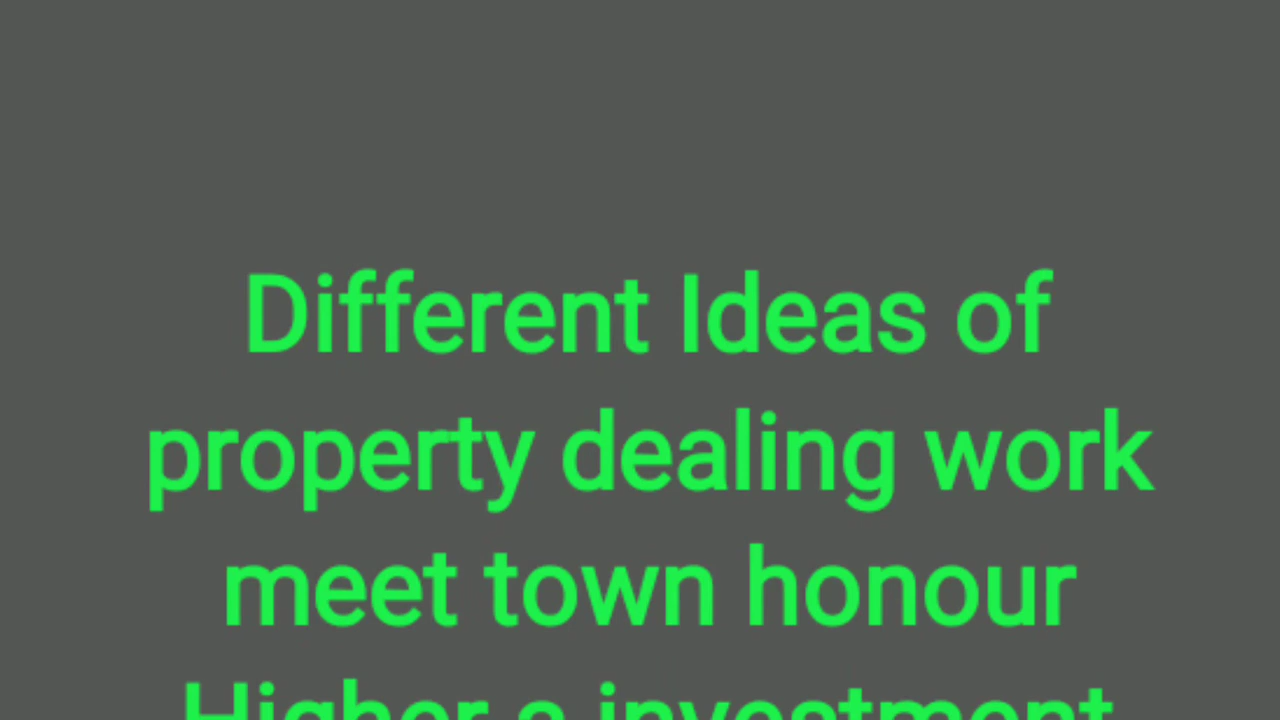 Different Ideas of
property dealing work
meet town honour
Higher a investment